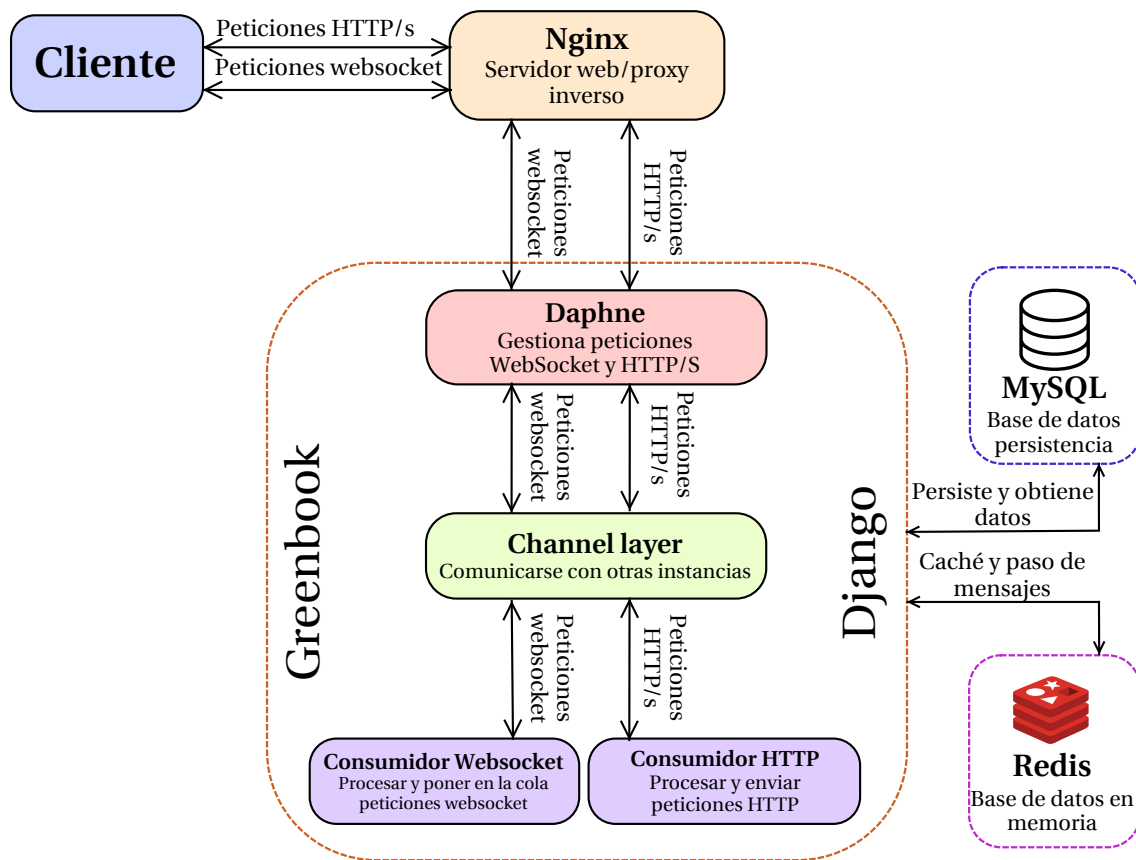 Cliente
Peticiones HTTP/s
Peticiones websocket
Nginx
Servidor web/proxy
inverso
Peticiones
websocket
Peticiones
HTTP/s
Daphne
Gestiona peticiones
WebSocket y HTTP/S
Peticiones
websocket
Peticiones
HTTP/s
Greenbook
Django
Channel layer
Comunicarse con otras instancias
Peticiones
websocket
Peticiones
HTTP/s
Consumidor Websocket
Procesar y poner en la cola
peticiones websocket
Consumidor HTTP
Procesar y enviar
peticiones HTTP
MySQL
Base de datos
persistencia
Persiste y obtiene
datos
Caché y paso de
mensajes
Redis
Base de datos en
memoria